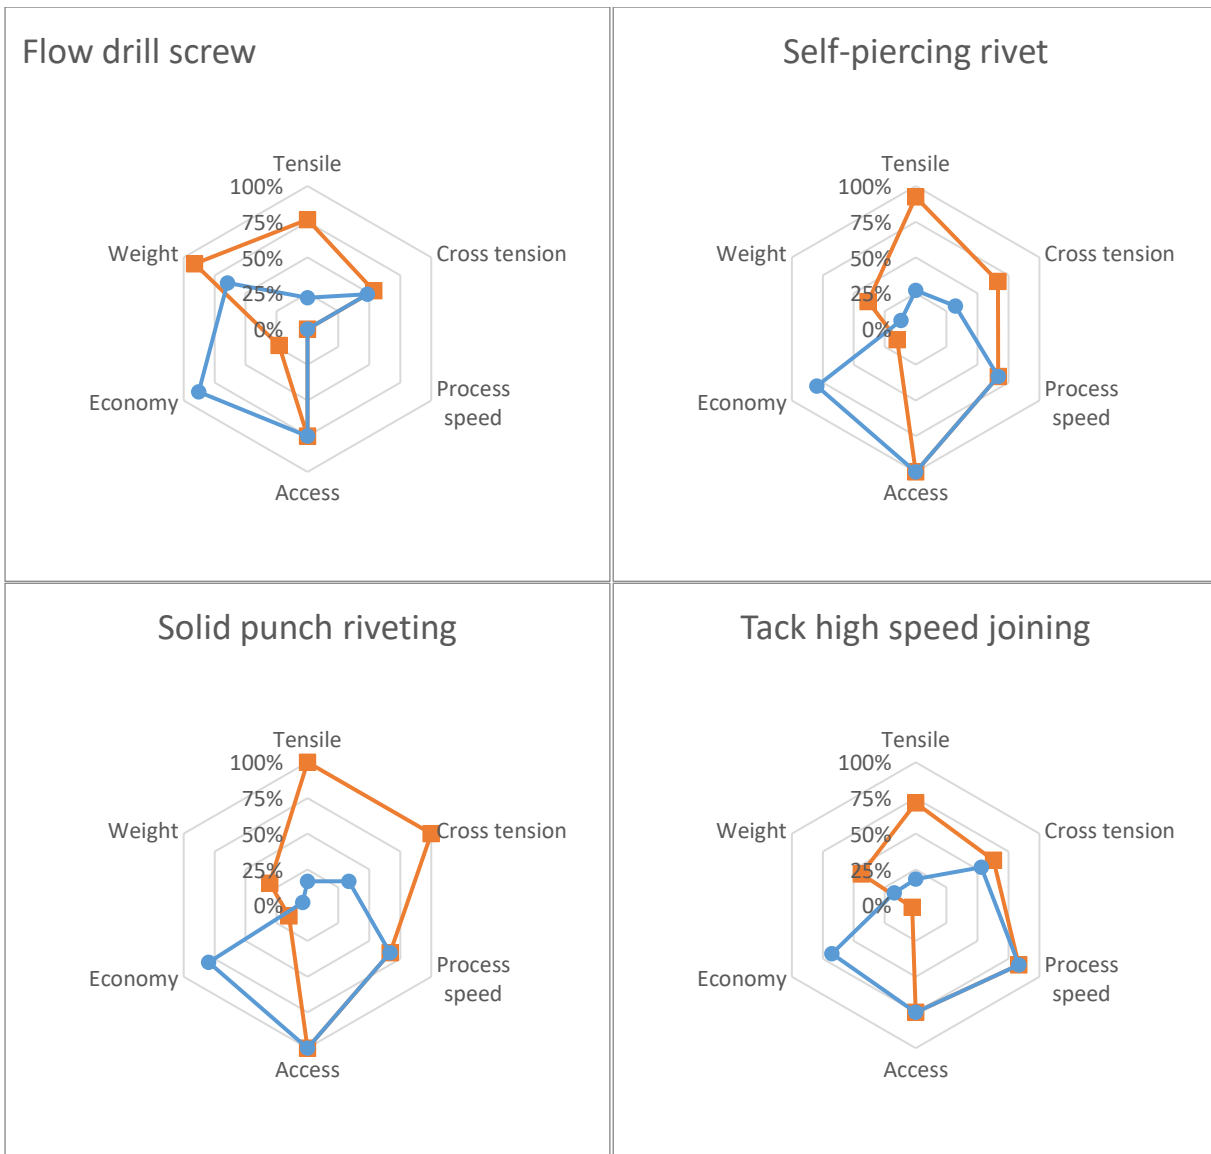 Flow drill screw
Tensile
100%
75%
50%
25%
0%
Weight
Cross tension
Economy
Process
speed
Access
Self-piercing rivet
Tensile
100%
75%
50%
25%
0%
Weight
Cross tension
Economy
Process
speed
Access
Solid punch riveting
Tensile
100%
75%
50%
25%
0%
Weight
Cross tension
Economy
Process
speed
Access
Tack high speed joining
Tensile
100%
75%
50%
25%
0%
Weight
Cross tension
Economy
Process
speed
Access